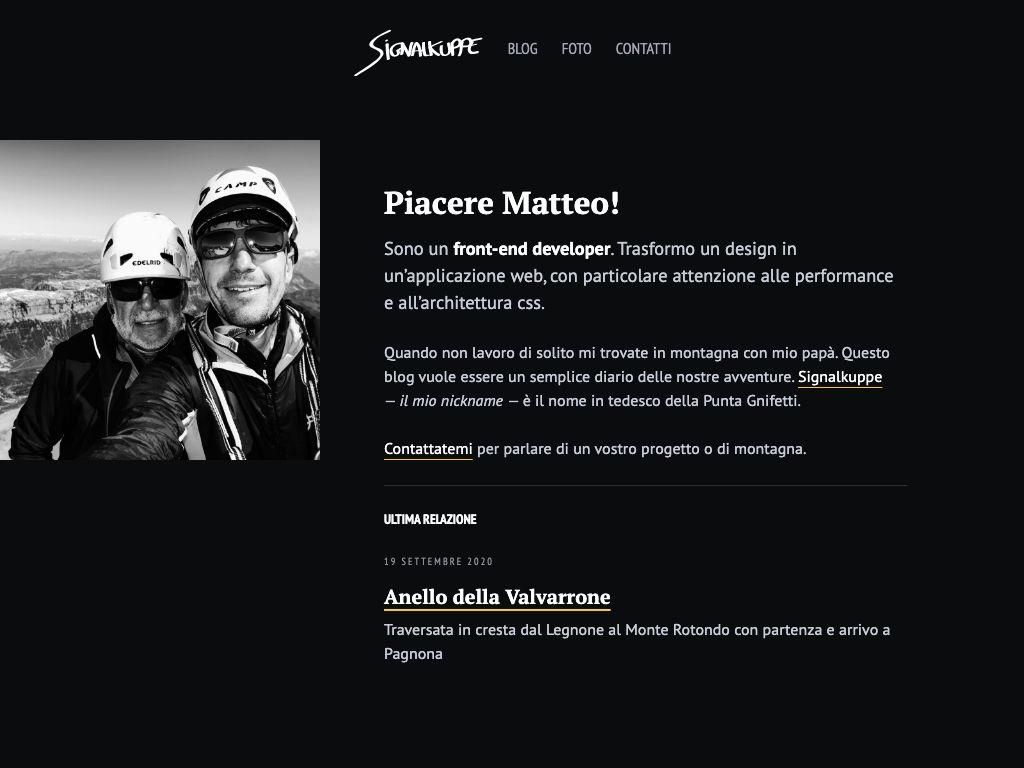 Signalkuppe
BLOG FOTO CONTATTI
CAMP
EDELRID
Piacere Matteo!
Sono un front-end developer. Trasformo un design in
un'applicazione web, con particolare attenzione alle performance
e all'architettura css.
Quando non lavoro di solito mi trovate in montagna con mio papà. Questo
blog vuole essere un semplice diario delle nostre avventure. Signalkuppe
— il mio nickname — è il nome in tedesco della Punta Gnifetti.
Contattatemi per parlare di un vostro progetto o di montagna.
ULTIMA RELAZIONE
19 SETTEMBRE 2020
Anello della Valvarrone
Traversata in cresta dal Legnone al Monte Rotondo con partenza e arrivo a
Pagnona